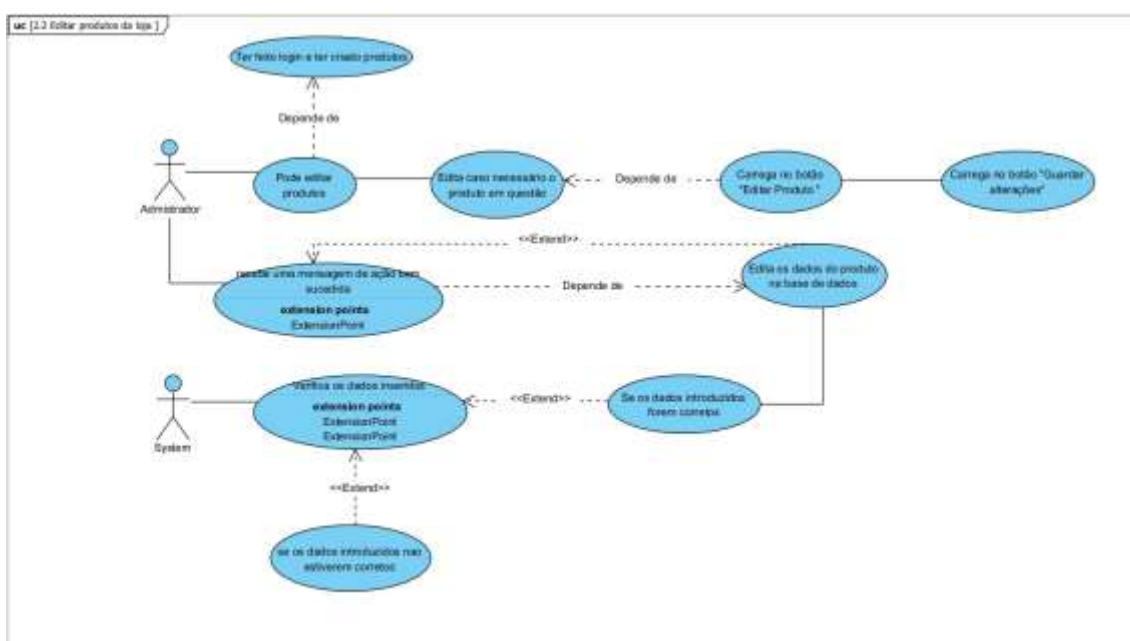 uc [2.2 Editar produtos da loja ]
Ter feito login e ter criado produtos
Depende de
Pode editar
produtos
Edita caso necessário o
produto em questão
Depende de
Carrega no botão
"Editar Produto."
Carrega no botão "Guardar
alterações"
Admistrador
<<Extend>>
recebe uma mensagem de ação bem
sucedida
extension points
ExtensionPoint
Depende de
Edita os dados do produto
na base de dados
Verifica os dados inseridos
extension points
ExtensionPoint
ExtensionPoint
<<Extend>>
Se os dados introduzidos
forem corretos
System
<<Extend>>
se os dados introduzidos nao
estiverem corretos